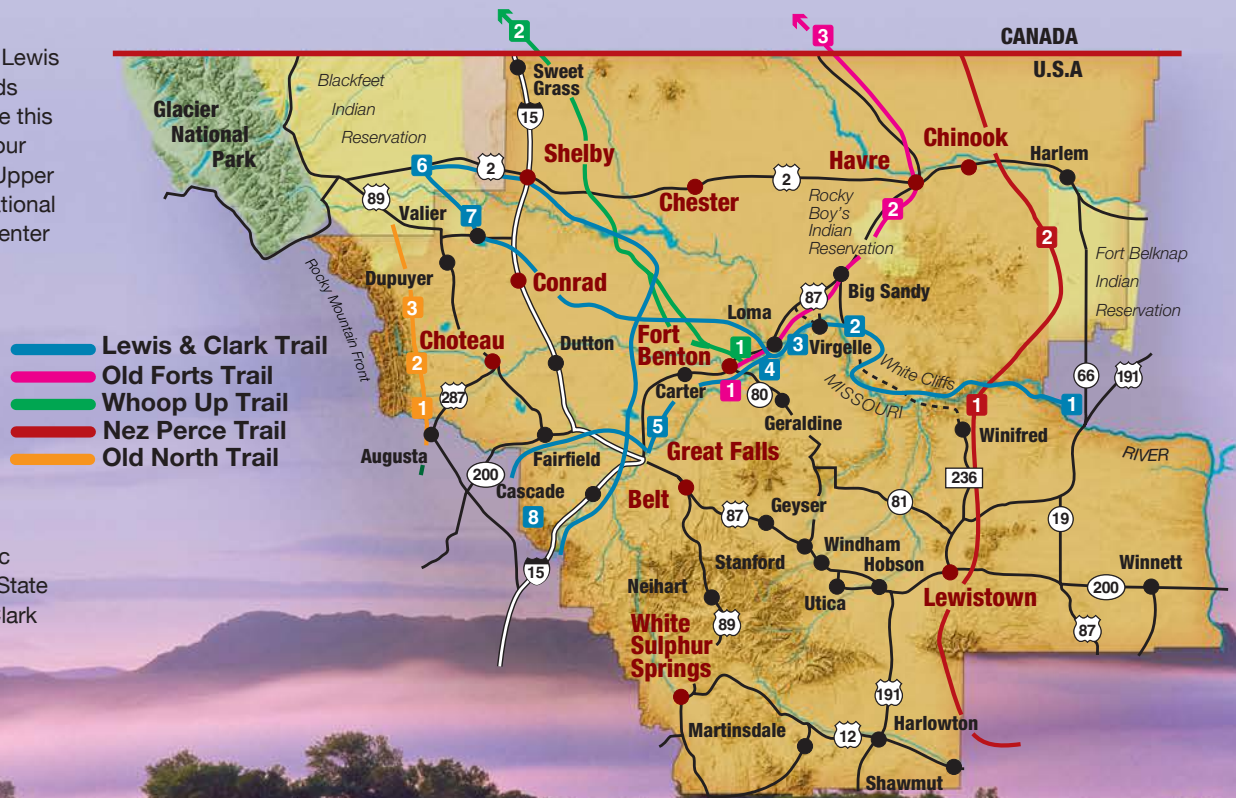 Lewis
ds
e this
our
Upper
ational
enter
Lewis & Clark Trail
Old Forts Trail
Whoop Up Trail
Nez Perce Trail
Old North Trail
c
State
Clark
CANADA
U.S.A
2
3
Sweet
Grass
Blackfeet
Indian
Reservation
Glacier
National
Park
15
Shelby
Havre
Chinook
Harlem
6
2
2
Chester
89
Valier
7
Rocky
Boy's
Indian
Reservation
2
2
Fort Belknap
Indian
Reservation
Rocky Mountain Front
Dupuyer
Conrad
87
Big Sandy
3
Choteau
Dutton
Loma
Fort
Benton
1
3
Virgelle
2
4
2
Carter
1
80
White Cliffs
MISSOURI
RIVER
66
191
1
287
1
1
Geraldine
5
Winifred
Augusta
200
Fairfield
Great Falls
236
Cascade
Belt
8
87
Geyser
81
19
15
Stanford
Windham
Hobson
Winnett
Neihart
Utica
Lewistown
200
89
87
White
Sulphur
Springs
191
Martinsdale
12
Harlowton
Shawmut